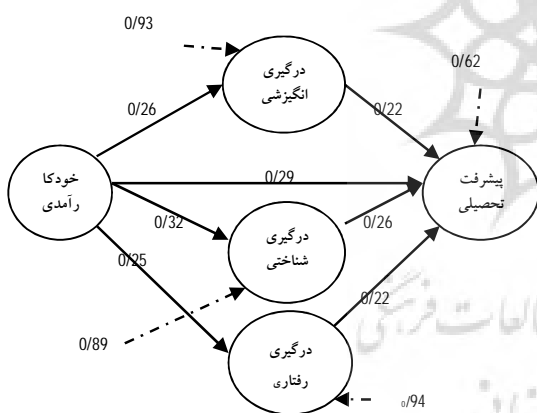 0/93
درگیری
انگیزشی
0/62
0/26
0/22
خودکا
رآمدی
0/29
پیشرفت
تحصیلی
0/32
درگیری
شناختی
0/26
0/25
0/22
0/89
درگیری
رفتاری
0/94